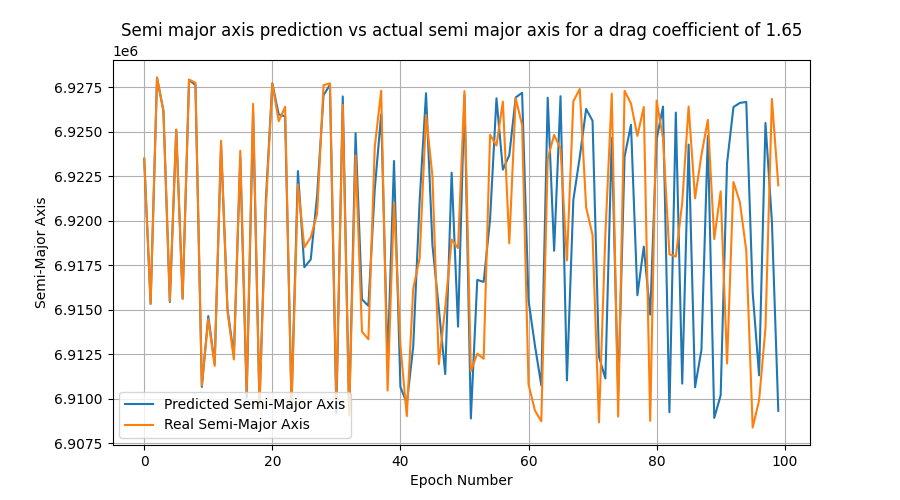 Semi major axis prediction vs actual semi major axis for a drag coefficient of 1.65
1e6
6.9275
6.9250
6.9225
6.9200
6.9175
6.9150
6.9125
6.9100
6.9075
Semi-Major Axis
Predicted Semi-Major Axis
Real Semi-Major Axis
0
20
40
60
80
100
Epoch Number